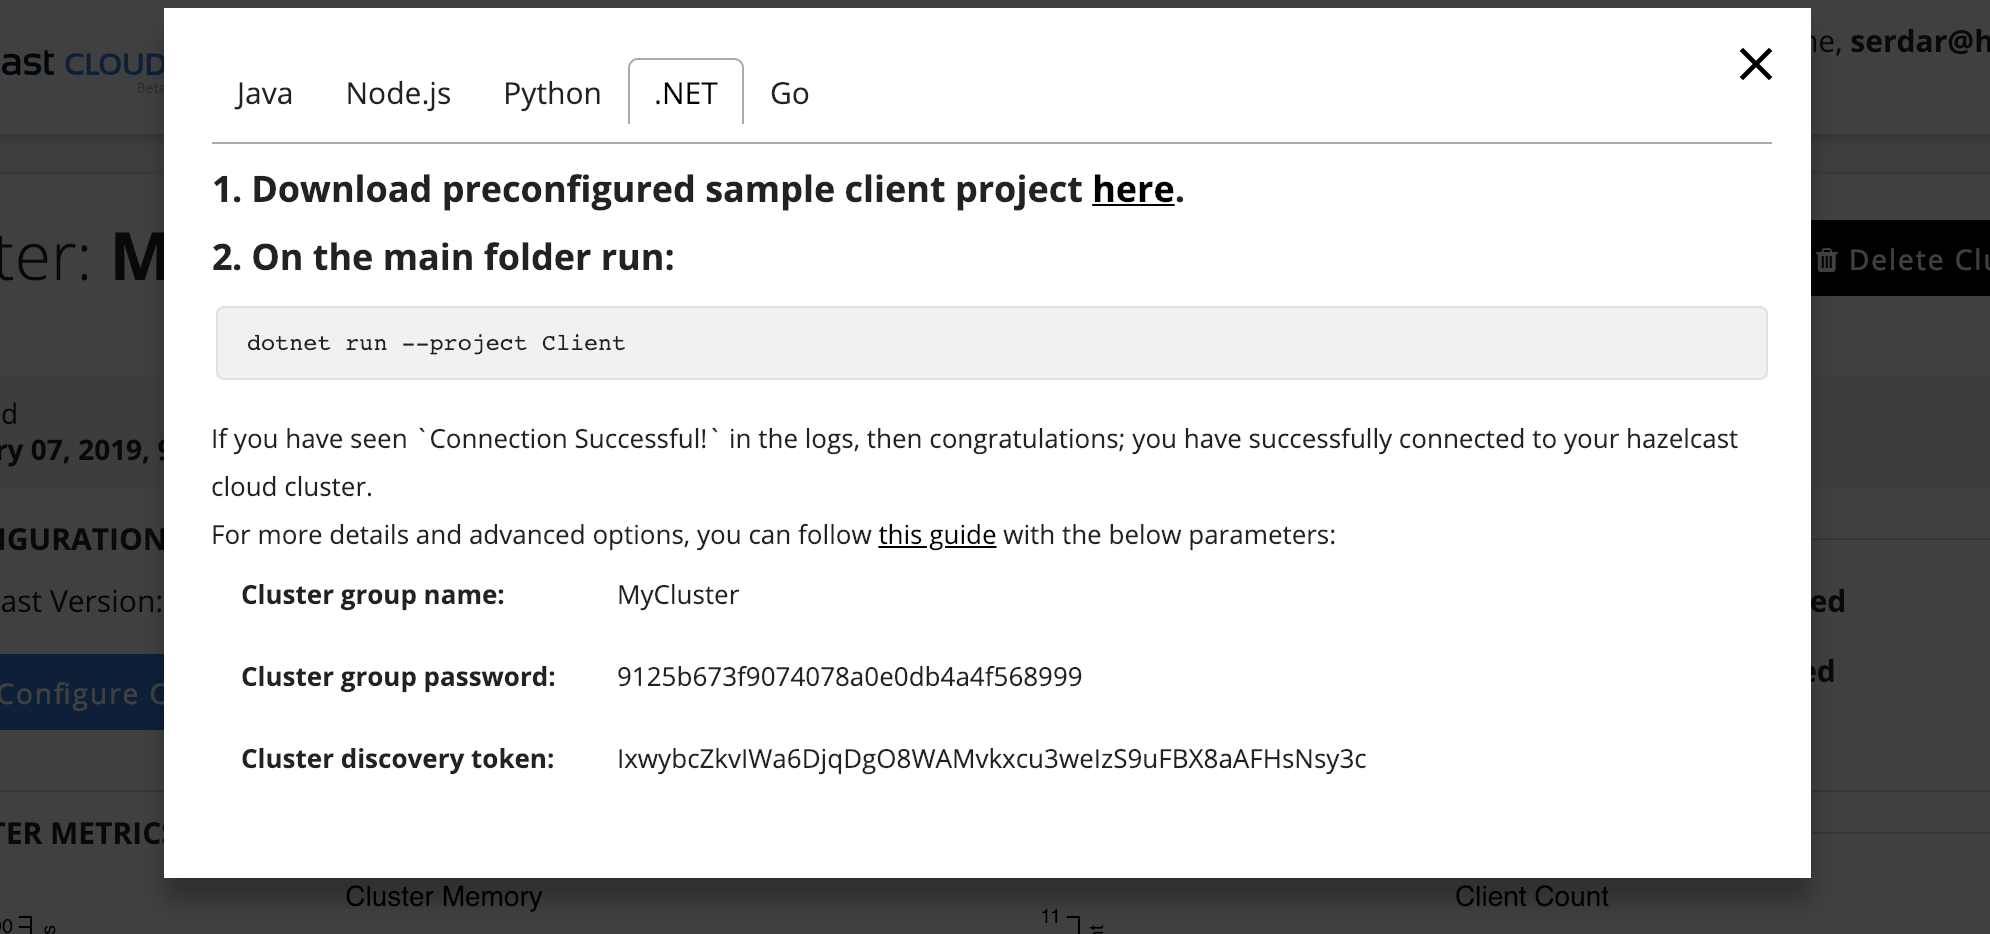 ast CLOUD
Beta
ne, serdar@h
Java Node.js Python .NET Go
1. Download preconfigured sample client project here.
2. On the main folder run:
ter: M
Delete Clu
dotnet run --project Client
d
ry 07, 2019, 9
If you have seen `Connection Successful!` in the logs, then congratulations; you have successfully connected to your hazelcast
cloud cluster.
For more details and advanced options, you can follow this guide with the below parameters:
IGURATION
ast Version:
ed
Cluster group name: MyCluster
Cluster group password: 9125b673f9074078a0e0db4a4f568999
ed
Configure C
Cluster discovery token: IxwybcZkvIWa6DjqDgO8WAMvkxcu3weIzS9uFBX8aAFHsNsy3c
TER METRICS
Cluster Memory
Client Count
11